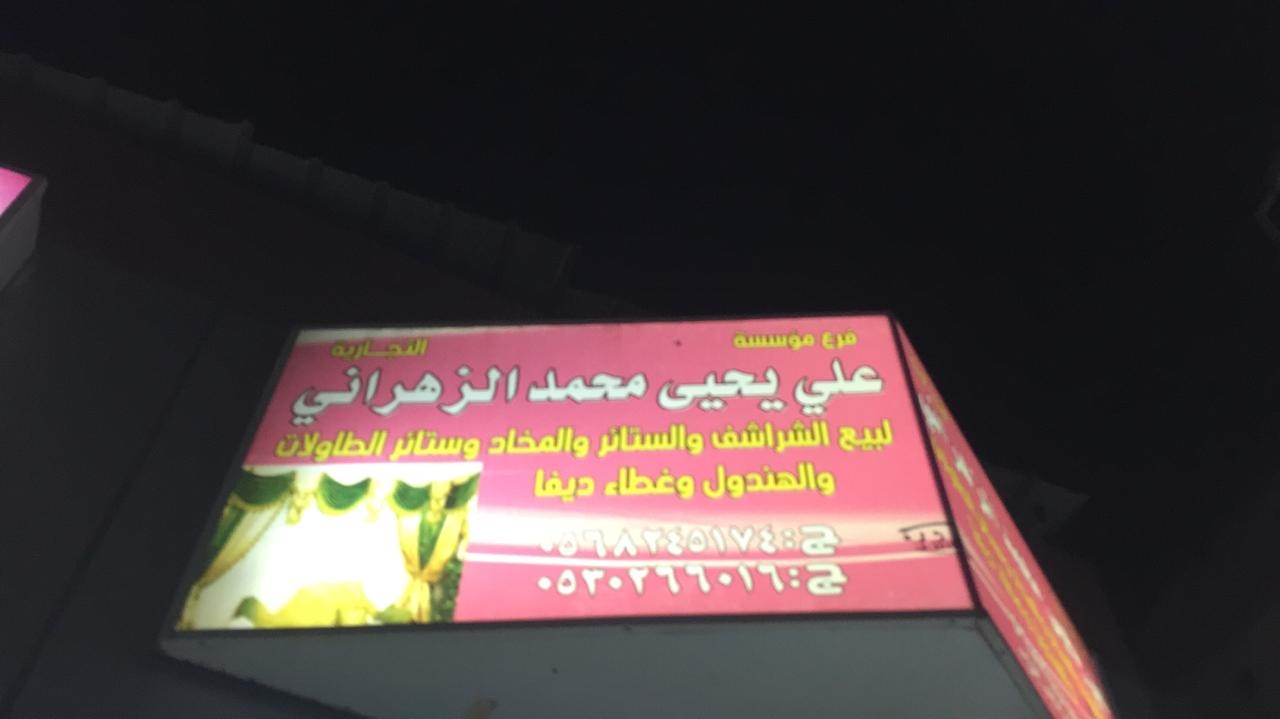 فرع مؤسسة التجارية
علي يحيى محمد الزهراني
لبيع الشراشف والستائر والمخاد وستائر الطاولات
والهندول وغطاء ديفا
ج:٠٥٦٨٢٤٥١٧٤
ج:٠٥٣٠٢٦٦٠١٦